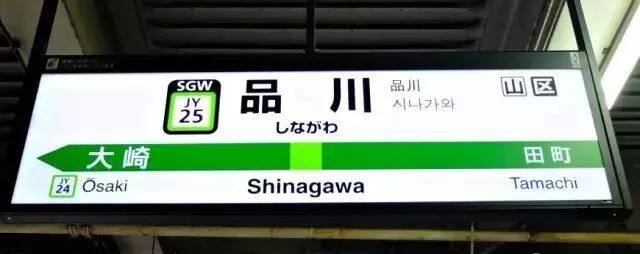 SGW
JY
25
品川
しながわ
品川
시나가와
山 区
大崎
田町
JY
24
Ōsaki
Shinagawa
Tamachi